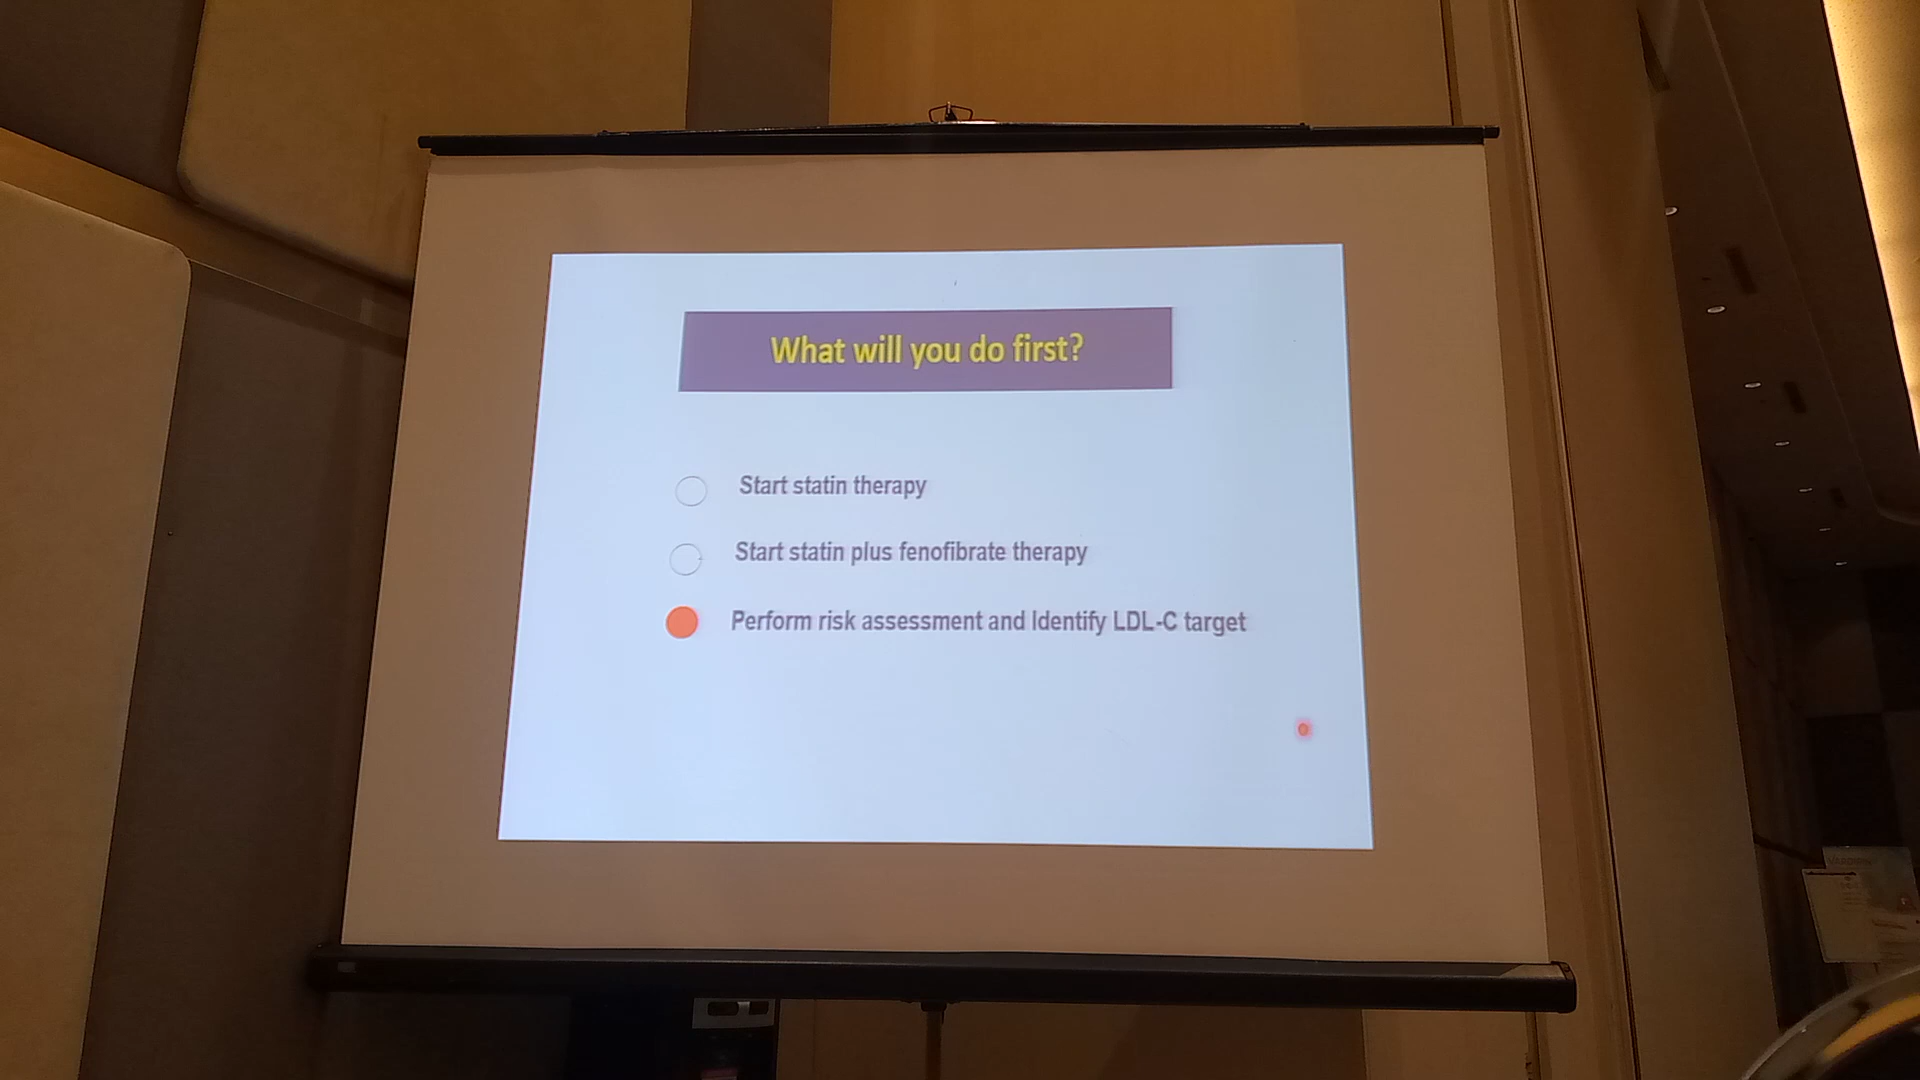 What will you do first?
Start statin therapy
Start statin plus fenofibrate therapy
Perform risk assessment and Identify LDL-C target